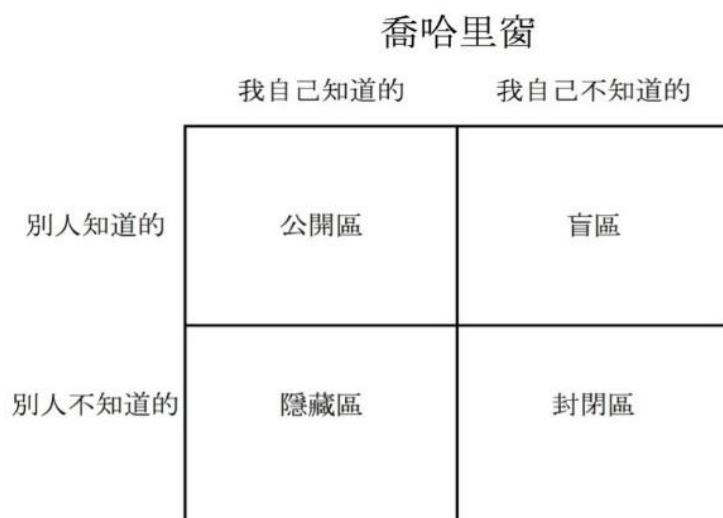 喬哈里窗
我自己知道的 我自己不知道的
別人知道的 公開區 盲區
別人不知道的 隱藏區 封閉區